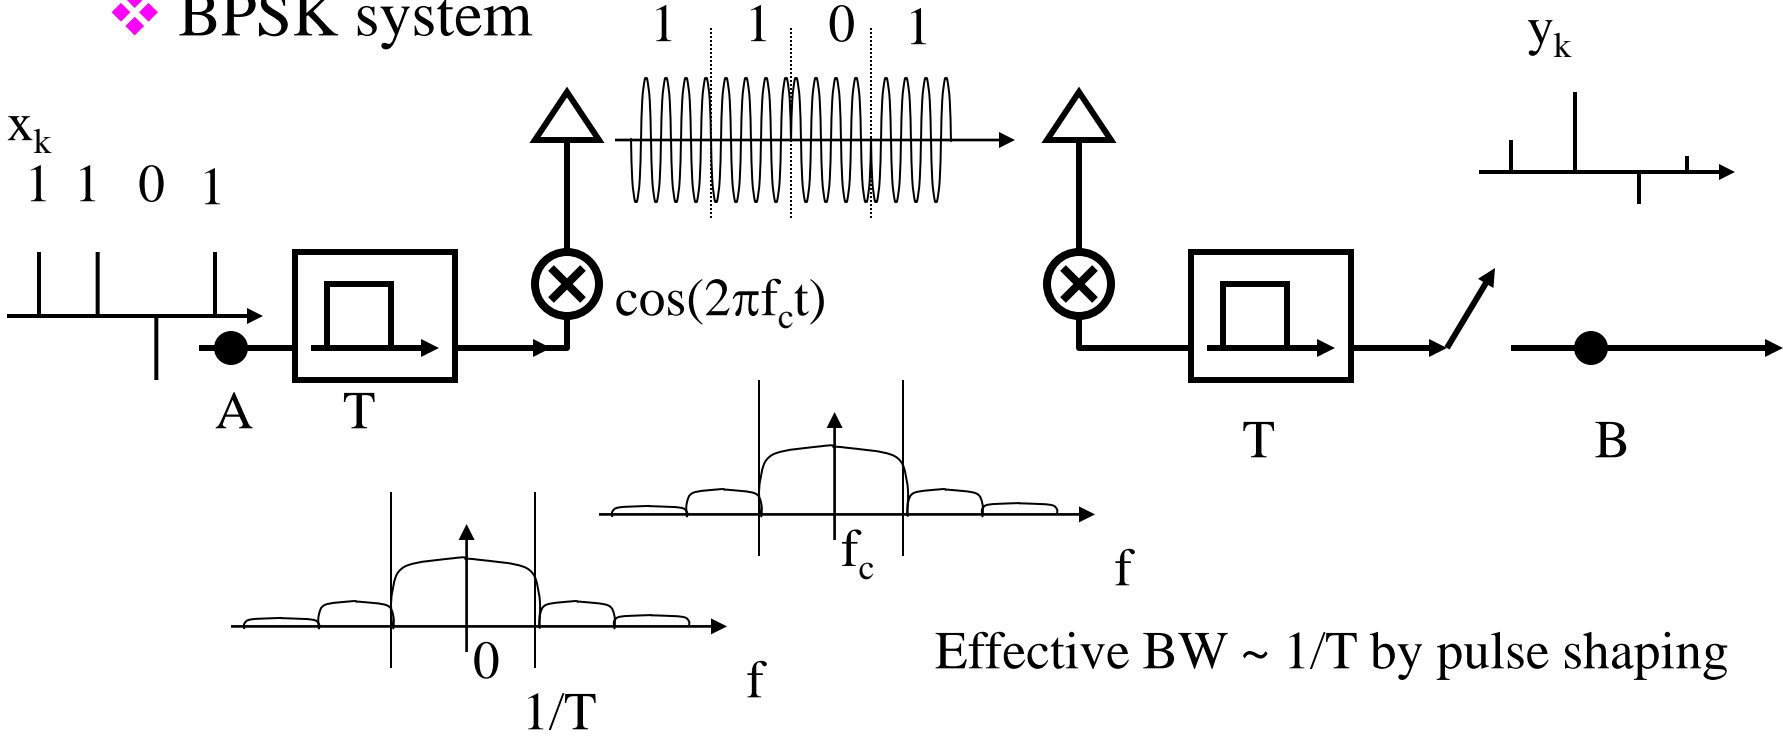 ❖ BPSK system
1 1 0 1
y_k
x_k
1 1 0 1
cos(2πf_ct)
A
T
T
B
f_c
f
0
f
1/T
Effective BW ~ 1/T by pulse shaping